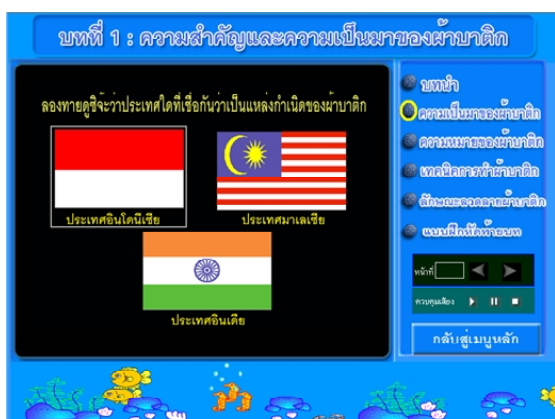 บทที่ 1 : ความสำคัญและความเป็นมาของผ้าบาติก
ลองทายดูซิจ๊ะว่าประเทศใดที่เชื่อกันว่าเป็นแหล่งกำเนิดของผ้าบาติก
ประเทศอินโดนีเซีย
ประเทศมาเลเซีย
ประเทศอินเดีย
บทนำ
ความเป็นมาของผ้าบาติก
ความหมายของผ้าบาติก
เทคนิคการทำผ้าบาติก
ลักษณะลวดลายผ้าบาติก
แบบฝึกหัดท้ายบท
หน้าที่
ควบคุมเสียง
กลับสู่เมนูหลัก